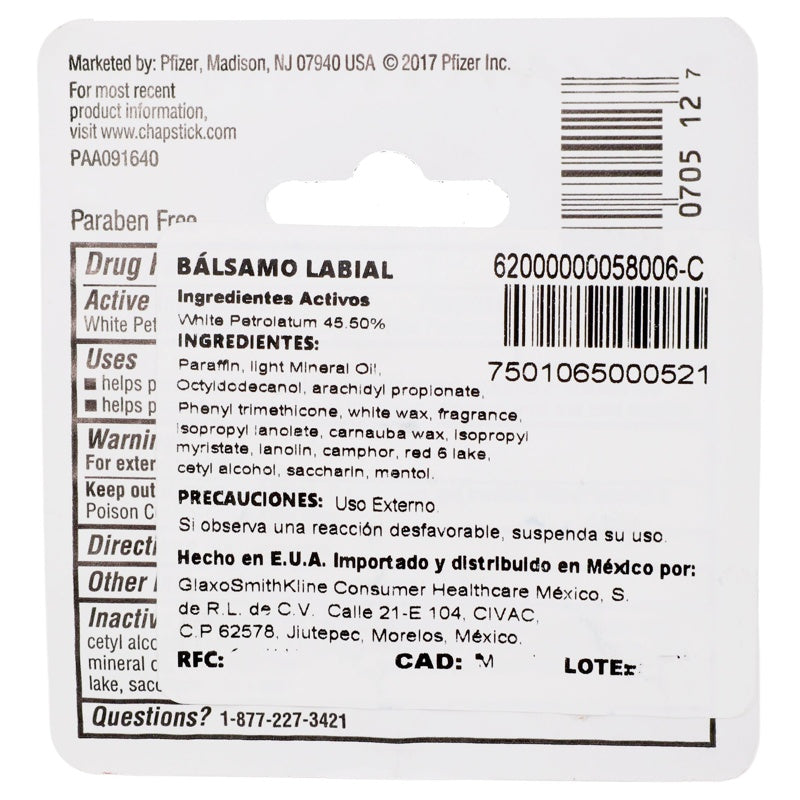 Marketed by: Pfizer, Madison, NJ 07940 USA © 2017 Pfizer Inc.
For most recent
product information,
visit www.chapstick.com
PAA091640
0705 12 7
Paraben Free
Drug
Active
White Pet
Uses
helps p
helps p
Warnin
For exter
Keep out
Poison C
Directi
Other
Inactiv
cetyl alco
mineral o
lake, sacc
Questions? 1-877-227-3421
BÁLSAMO LABIAL
62000000058006-C
Ingredientes Activos
White Petrolatum 45.50%
7501065000521
INGREDIENTES:
Paraffin, light Mineral Oil,
Octyldodecanol, arachidyl propionate,
Phenyl trimethicone, white wax, fragrance,
Isopropyl lanolate, carnauba wax, Isopropyl
myristate, lanolin, camphor, red 6 lake,
cetyl alcohol, saccharin, mentol.
PRECAUCIONES: Uso Externo.
Si observa una reacción desfavorable, suspenda su uso.
Hecho en E.U.A. Importado y distribuido en México por:
GlaxoSmithKline Consumer Healthcare México, S.
de R.L. de C.V. Calle 21-E 104, CIVAC,
C.P 62578, Jiutepec, Morelos, México.
RFC: CAD: LOTE: